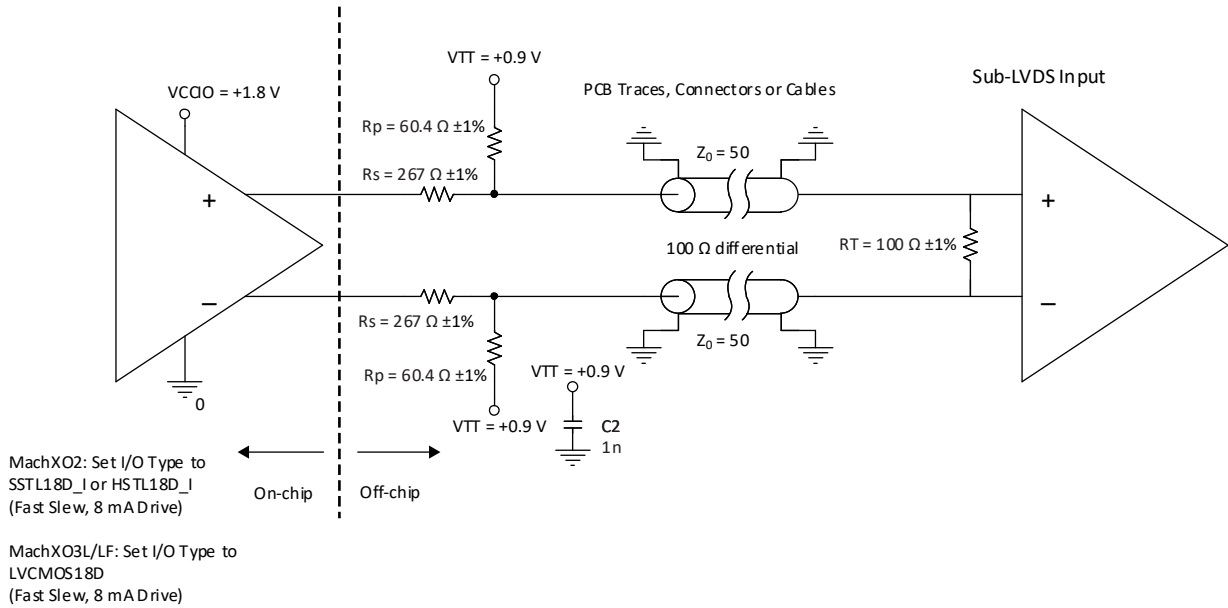 VTT = +0.9 V
VCCIO = +1.8 V
PCB Traces, Connectors or Cables
Sub-LVDS Input
Rp = 60.4 Ω ±1%
Z0 = 50
Rs = 267 Ω ±1%
+
+
100 Ω differential
RT = 100 Ω ±1%
−
−
Rs = 267 Ω ±1%
Z0 = 50
Rp = 60.4 Ω ±1%
VTT = +0.9 V
0
VTT = +0.9 V
C2
1n
On-chip
Off-chip
MachXO2: Set I/O Type to
SSTL18D_I or HSTL18D_I
(Fast Slew, 8 mA Drive)
MachXO3L/LF: Set I/O Type to
LVCMOS18D
(Fast Slew, 8 mA Drive)